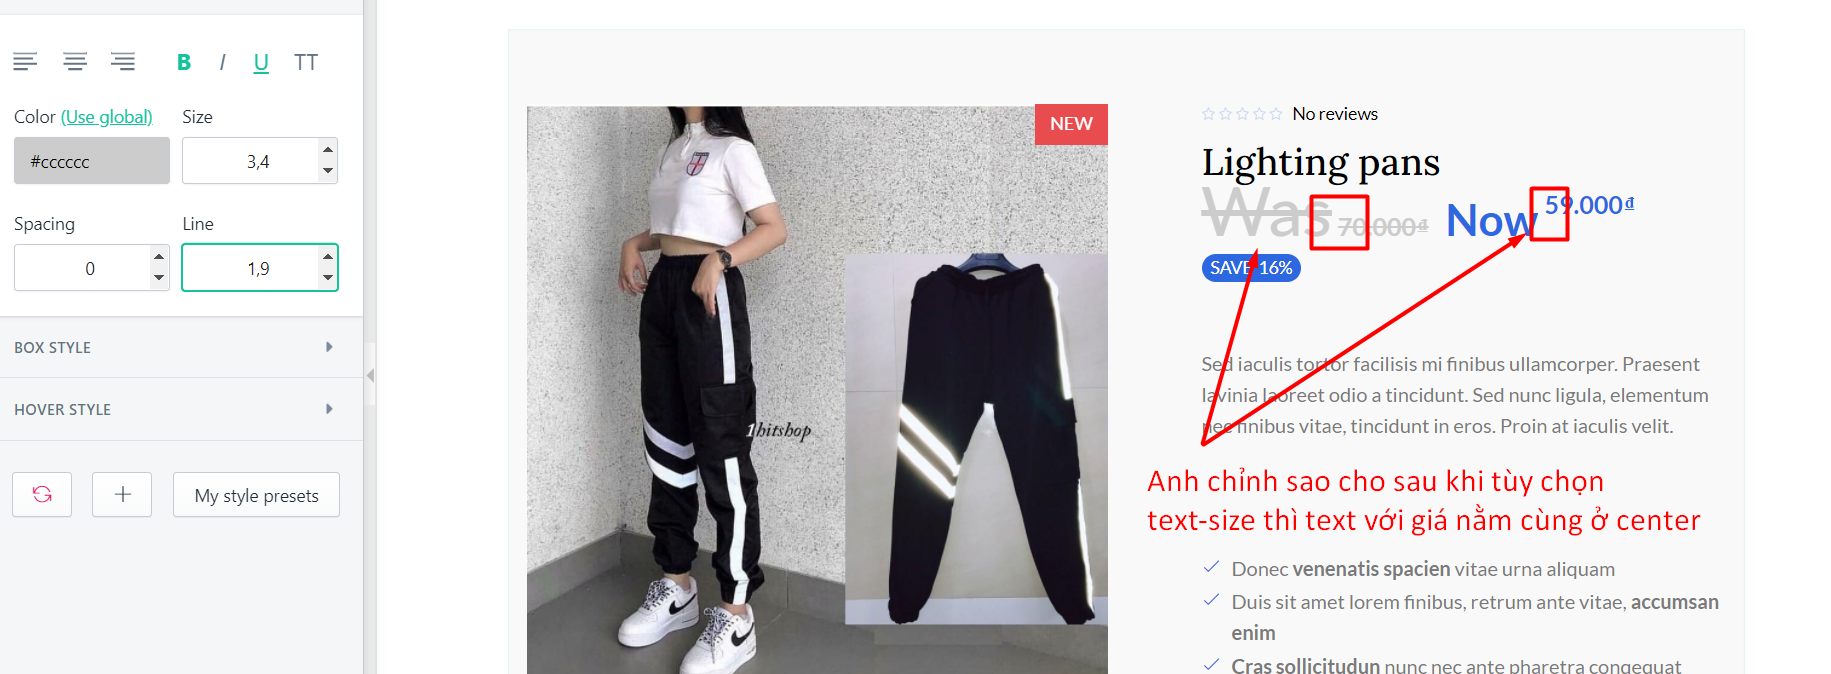 B I U TT
Color (Use global) Size
#cccccc 3,4
Spacing Line
0 1,9
BOX STYLE
HOVER STYLE
My style presets
NEW
1hitshop
No reviews
Lighting pans
Was 70.000₫ Now 59.000₫
SAVE 16%
Sed iaculis tortor facilisis mi finibus ullamcorper. Praesent
lavinia laoreet odio a tincidunt. Sed nunc ligula, elementum
nec finibus vitae, tincidunt in eros. Proin at iaculis velit.
Anh chỉnh sao cho sau khi tùy chọn
text-size thì text với giá nằm cùng ở center
Donec venenatis spacien vitae urna aliquam
Duis sit amet lorem finibus, retrum ante vitae, accumsan
enim
Cras sollicitudun nunc nec ante pharetra consequat